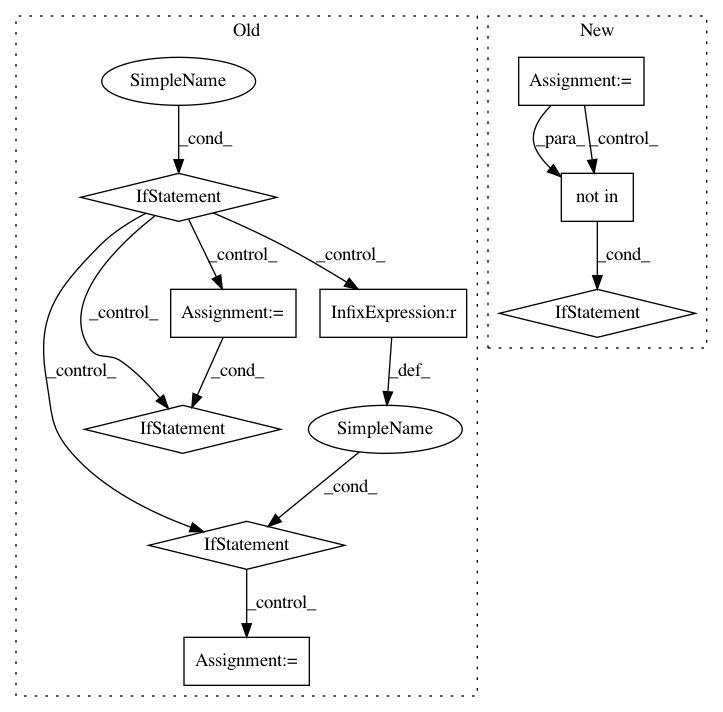 Old
New
SimpleName
Assignment:=
_cond_
_para_
_control_
IfStatement
not in
_control_
_control_
_control_
_cond_
_control_
Assignment:=
InfixExpression:r
IfStatement
_cond_
_def_
IfStatement
SimpleName
_cond_
IfStatement
_control_
Assignment:=